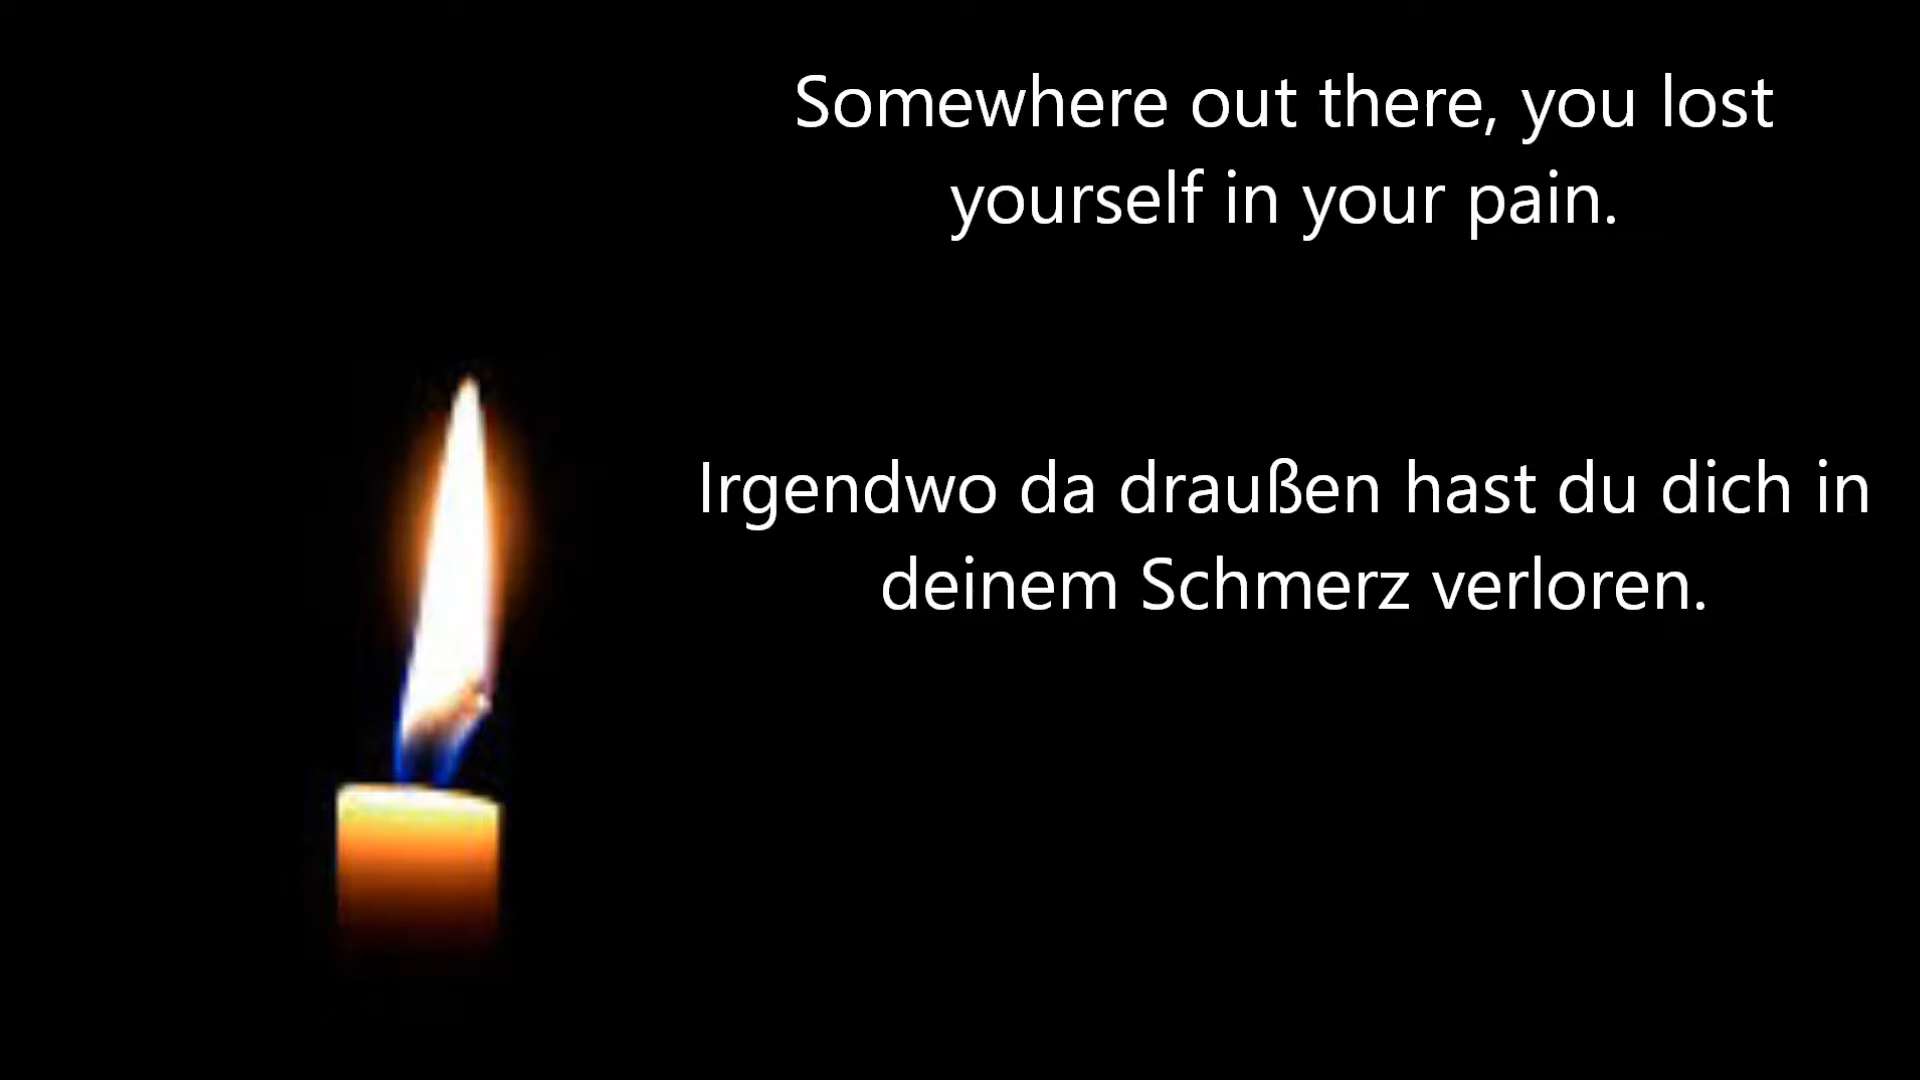 Somewhere out there, you lost
yourself in your pain.
Irgendwo da draußen hast du dich in
deinem Schmerz verloren.